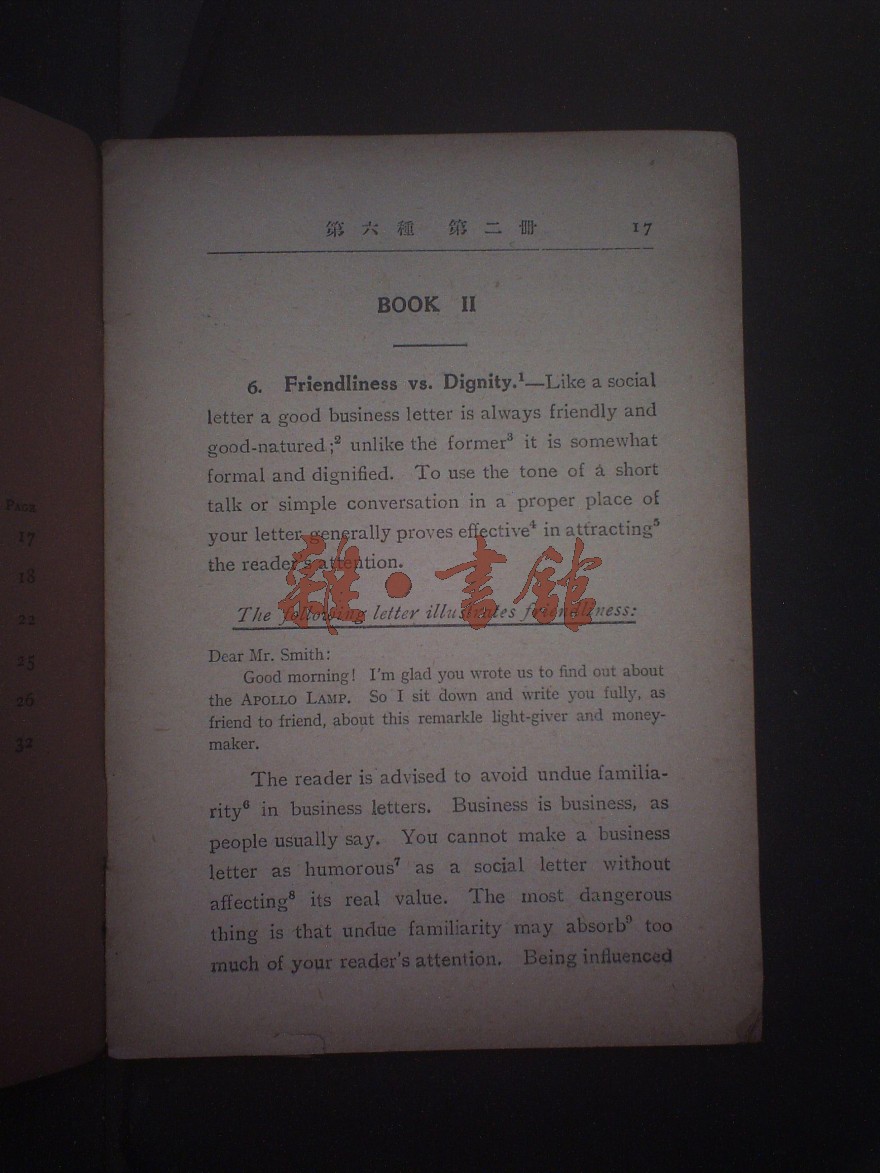 PAGE
17
18
22
25
26
32
第六種 第二冊 17
BOOK II
6. Friendliness vs. Dignity.¹—Like a social
letter a good business letter is always friendly and
good-natured;² unlike the former³ it is somewhat
formal and dignified. To use the tone of a short
talk or simple conversation in a proper place of
your letter generally proves effective⁴ in attracting⁵
the reader's attention.
雜·書館
The following letter illustrates friendliness:
Dear Mr. Smith:
Good morning! I'm glad you wrote us to find out about
the APOLLO LAMP. So I sit down and write you fully, as
friend to friend, about this remarkle light-giver and money-
maker.
The reader is advised to avoid undue familia-
rity⁶ in business letters. Business is business, as
people usually say. You cannot make a business
letter as humorous⁷ as a social letter without
affecting⁸ its real value. The most dangerous
thing is that undue familiarity may absorb⁹ too
much of your reader's attention. Being influenced